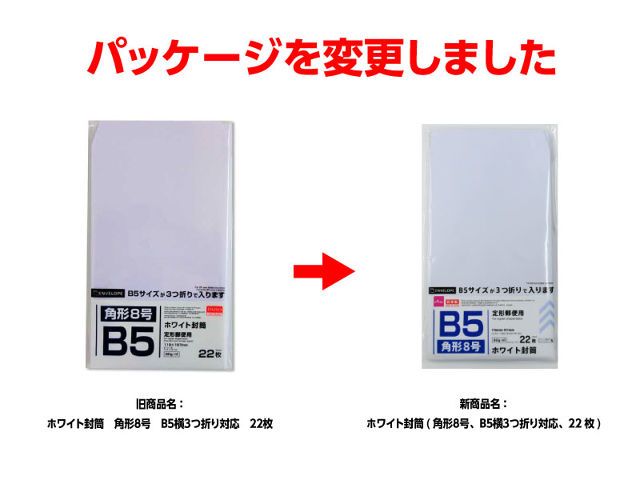 パッケージを変更しました
ENVELOPE
B5サイズが3つ折りで入ります
角形8号
B5
ホワイト封筒
定形郵便用
119×197mm
22枚
ENVELOPE
B5サイズが3つ折りで入ります
B5
角形8号
定形郵便用
22枚
ホワイト封筒
旧商品名：
ホワイト封筒　角形8号　B5横3つ折り対応　22枚
新商品名：
ホワイト封筒 ( 角形8号、B5横3つ折り対応、22 枚 )